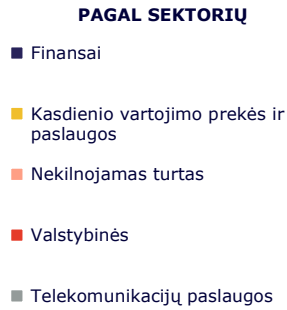 PAGAL SEKTORIŲ
Finansai
Kasdienio vartojimo prekės ir
paslaugos
Nekilnojamas turtas
Valstybinės
Telekomunikacijų paslaugos